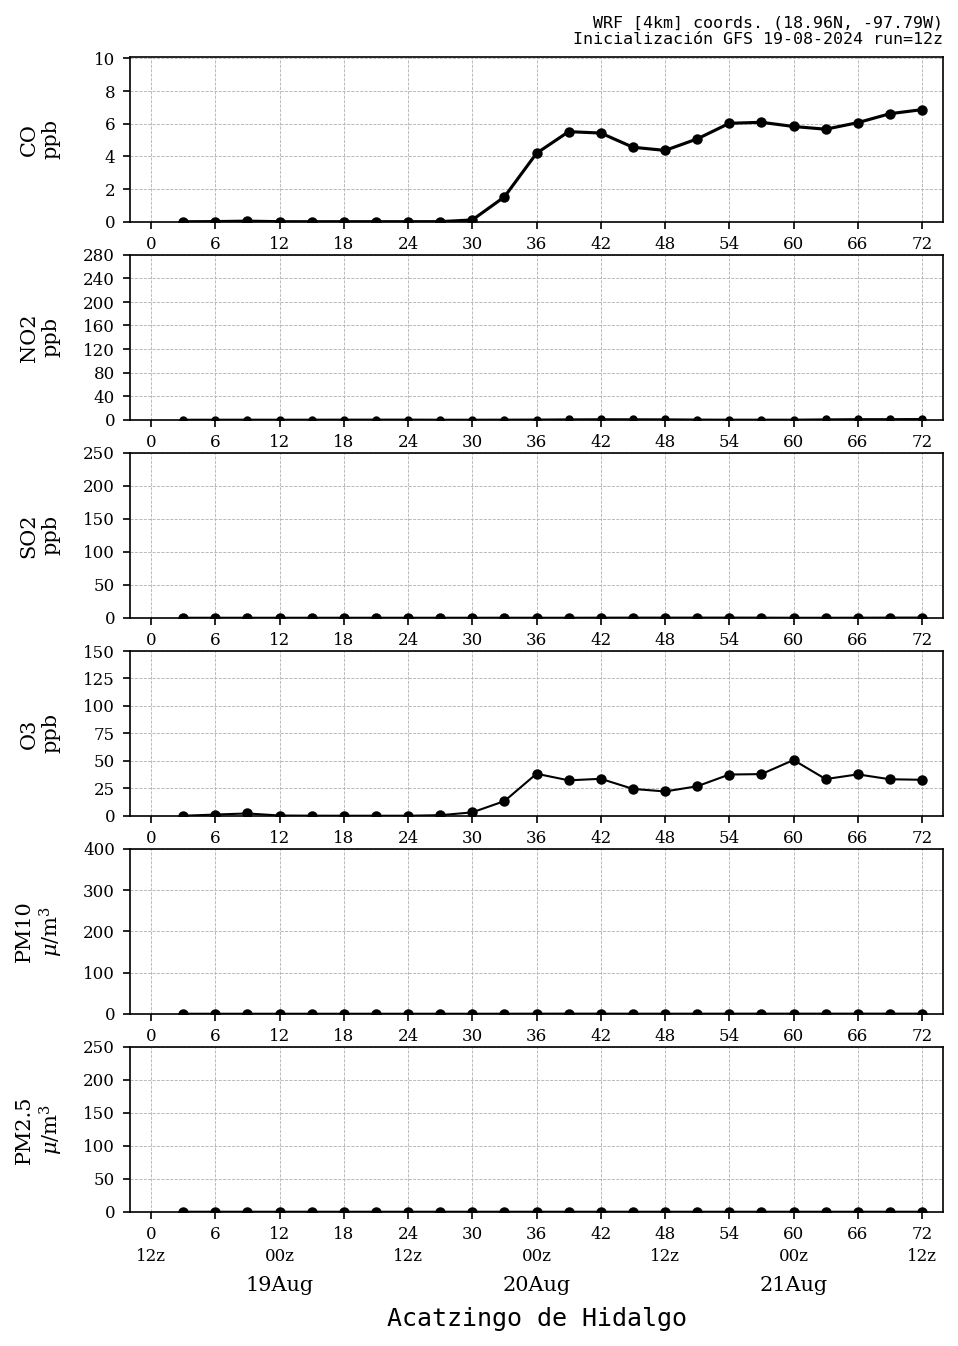 WRF [4km] coords. (18.96N, -97.79W)
Inicialización GFS 19-08-2024 run=12z
CO
ppb
10
8
6
4
2
0
0 6 12 18 24 30 36 42 48 54 60 66 72
NO2
ppb
280
240
200
160
120
80
40
0
0 6 12 18 24 30 36 42 48 54 60 66 72
SO2
ppb
250
200
150
100
50
0
0 6 12 18 24 30 36 42 48 54 60 66 72
O3
ppb
150
125
100
75
50
25
0
0 6 12 18 24 30 36 42 48 54 60 66 72
PM10
μ/m³
400
300
200
100
0
0 6 12 18 24 30 36 42 48 54 60 66 72
PM2.5
μ/m³
250
200
150
100
50
0
0 6 12 18 24 30 36 42 48 54 60 66 72
12z 00z 12z 00z 12z 00z 12z
19Aug 20Aug 21Aug
Acatzingo de Hidalgo